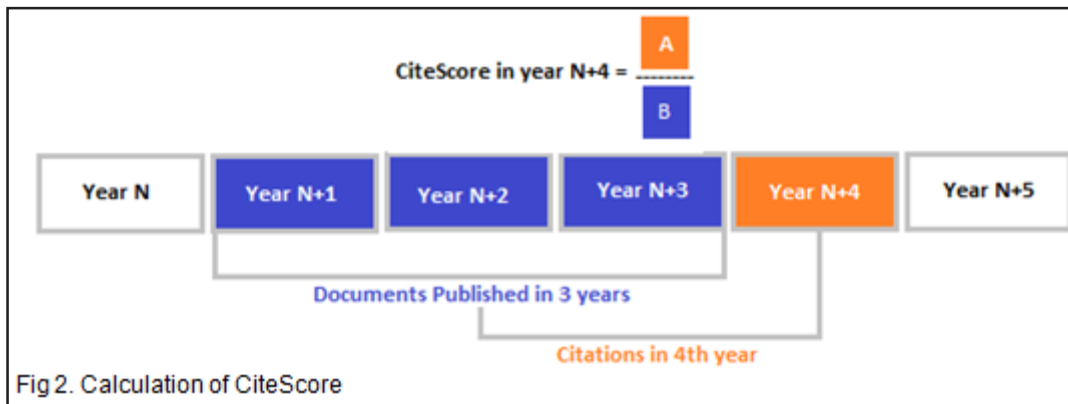 A
CiteScore in year N+4 = --------
B
Year N Year N+1 Year N+2 Year N+3 Year N+4 Year N+5
Documents Published in 3 years
Citations in 4th year
Fig 2. Calculation of CiteScore